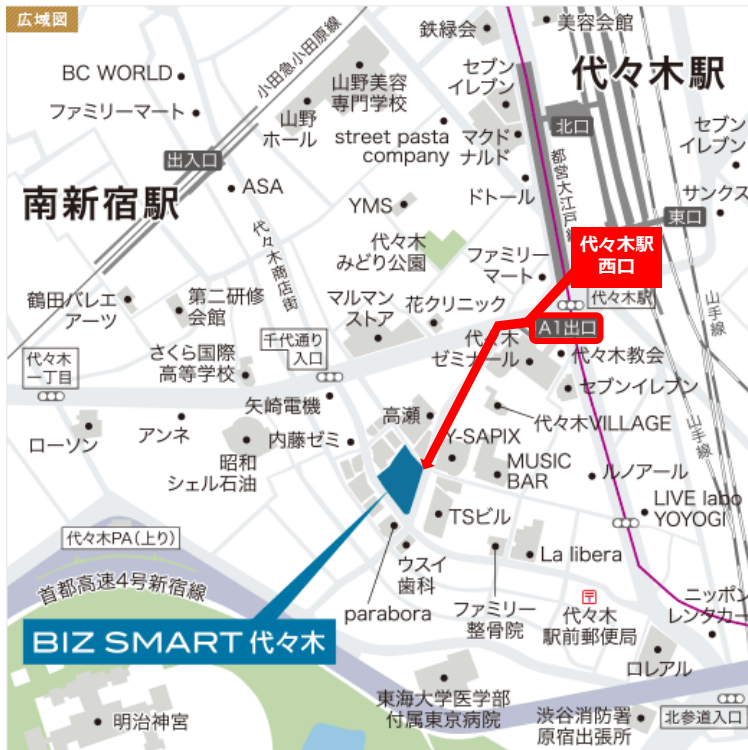 広域図
鉄緑会
美容会館
BC WORLD
小田急小田原線
山野美容
専門学校
セブン
イレブン
代々木駅
ファミリーマート
山野
ホール
street pasta
company
マクド
ナルド
北口
セブン
イレブン
出入口
都営大江戸線
ASA
ドトール
サンクス
南新宿駅
YMS
東口
代々木商店街
代々木
みどり公園
ファミリー
マート
代々木駅
西口
鶴田バレエ
アーツ
第二研修
会館
マルマン
ストア
花クリニック
代々木駅
山手線
A1出口
千代通り
入口
代々木
一丁目
さくら国際
高等学校
代々木
ゼミナール
代々木教会
セブンイレブン
矢崎電機
高瀬
代々木VILLAGE
山手線
ローソン
アンネ
昭和
シェル石油
内藤ゼミ
Y-SAPIX
MUSIC
BAR
ルノアール
LIVE labo
YOYOGI
TSビル
代々木PA(上り)
ウスイ
歯科
La libera
首都高速4号新宿線
parabora
ファミリー
整骨院
代々木
駅前郵便局
ニッポン
レンタカー
BIZ SMART 代々木
ロレアル
東海大学医学部
付属東京病院
明治神宮
渋谷消防署
原宿出張所
北参道入口